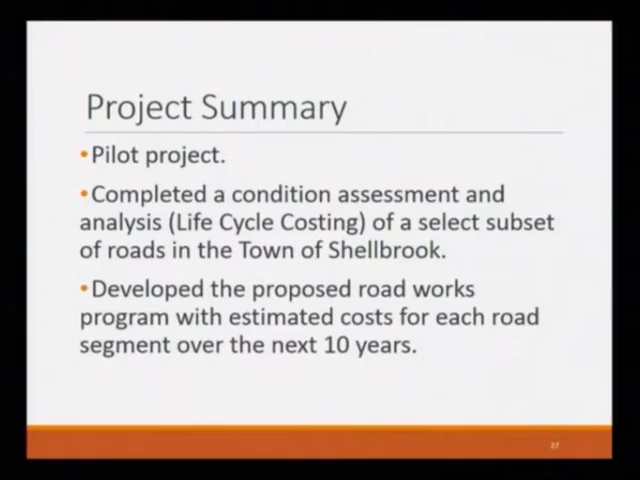 Project Summary
•Pilot project.
•Completed a condition assessment and
analysis (Life Cycle Costing) of a select subset
of roads in the Town of Shellbrook.
•Developed the proposed road works
program with estimated costs for each road
segment over the next 10 years.
27